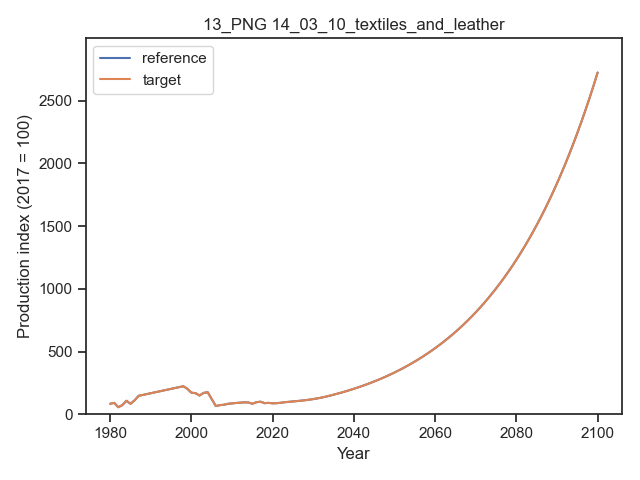 13_PNG 14_03_10_textiles_and_leather
reference
target
Production index (2017 = 100)
2500
2000
1500
1000
500
0
1980
2000
2020
2040
2060
2080
2100
Year